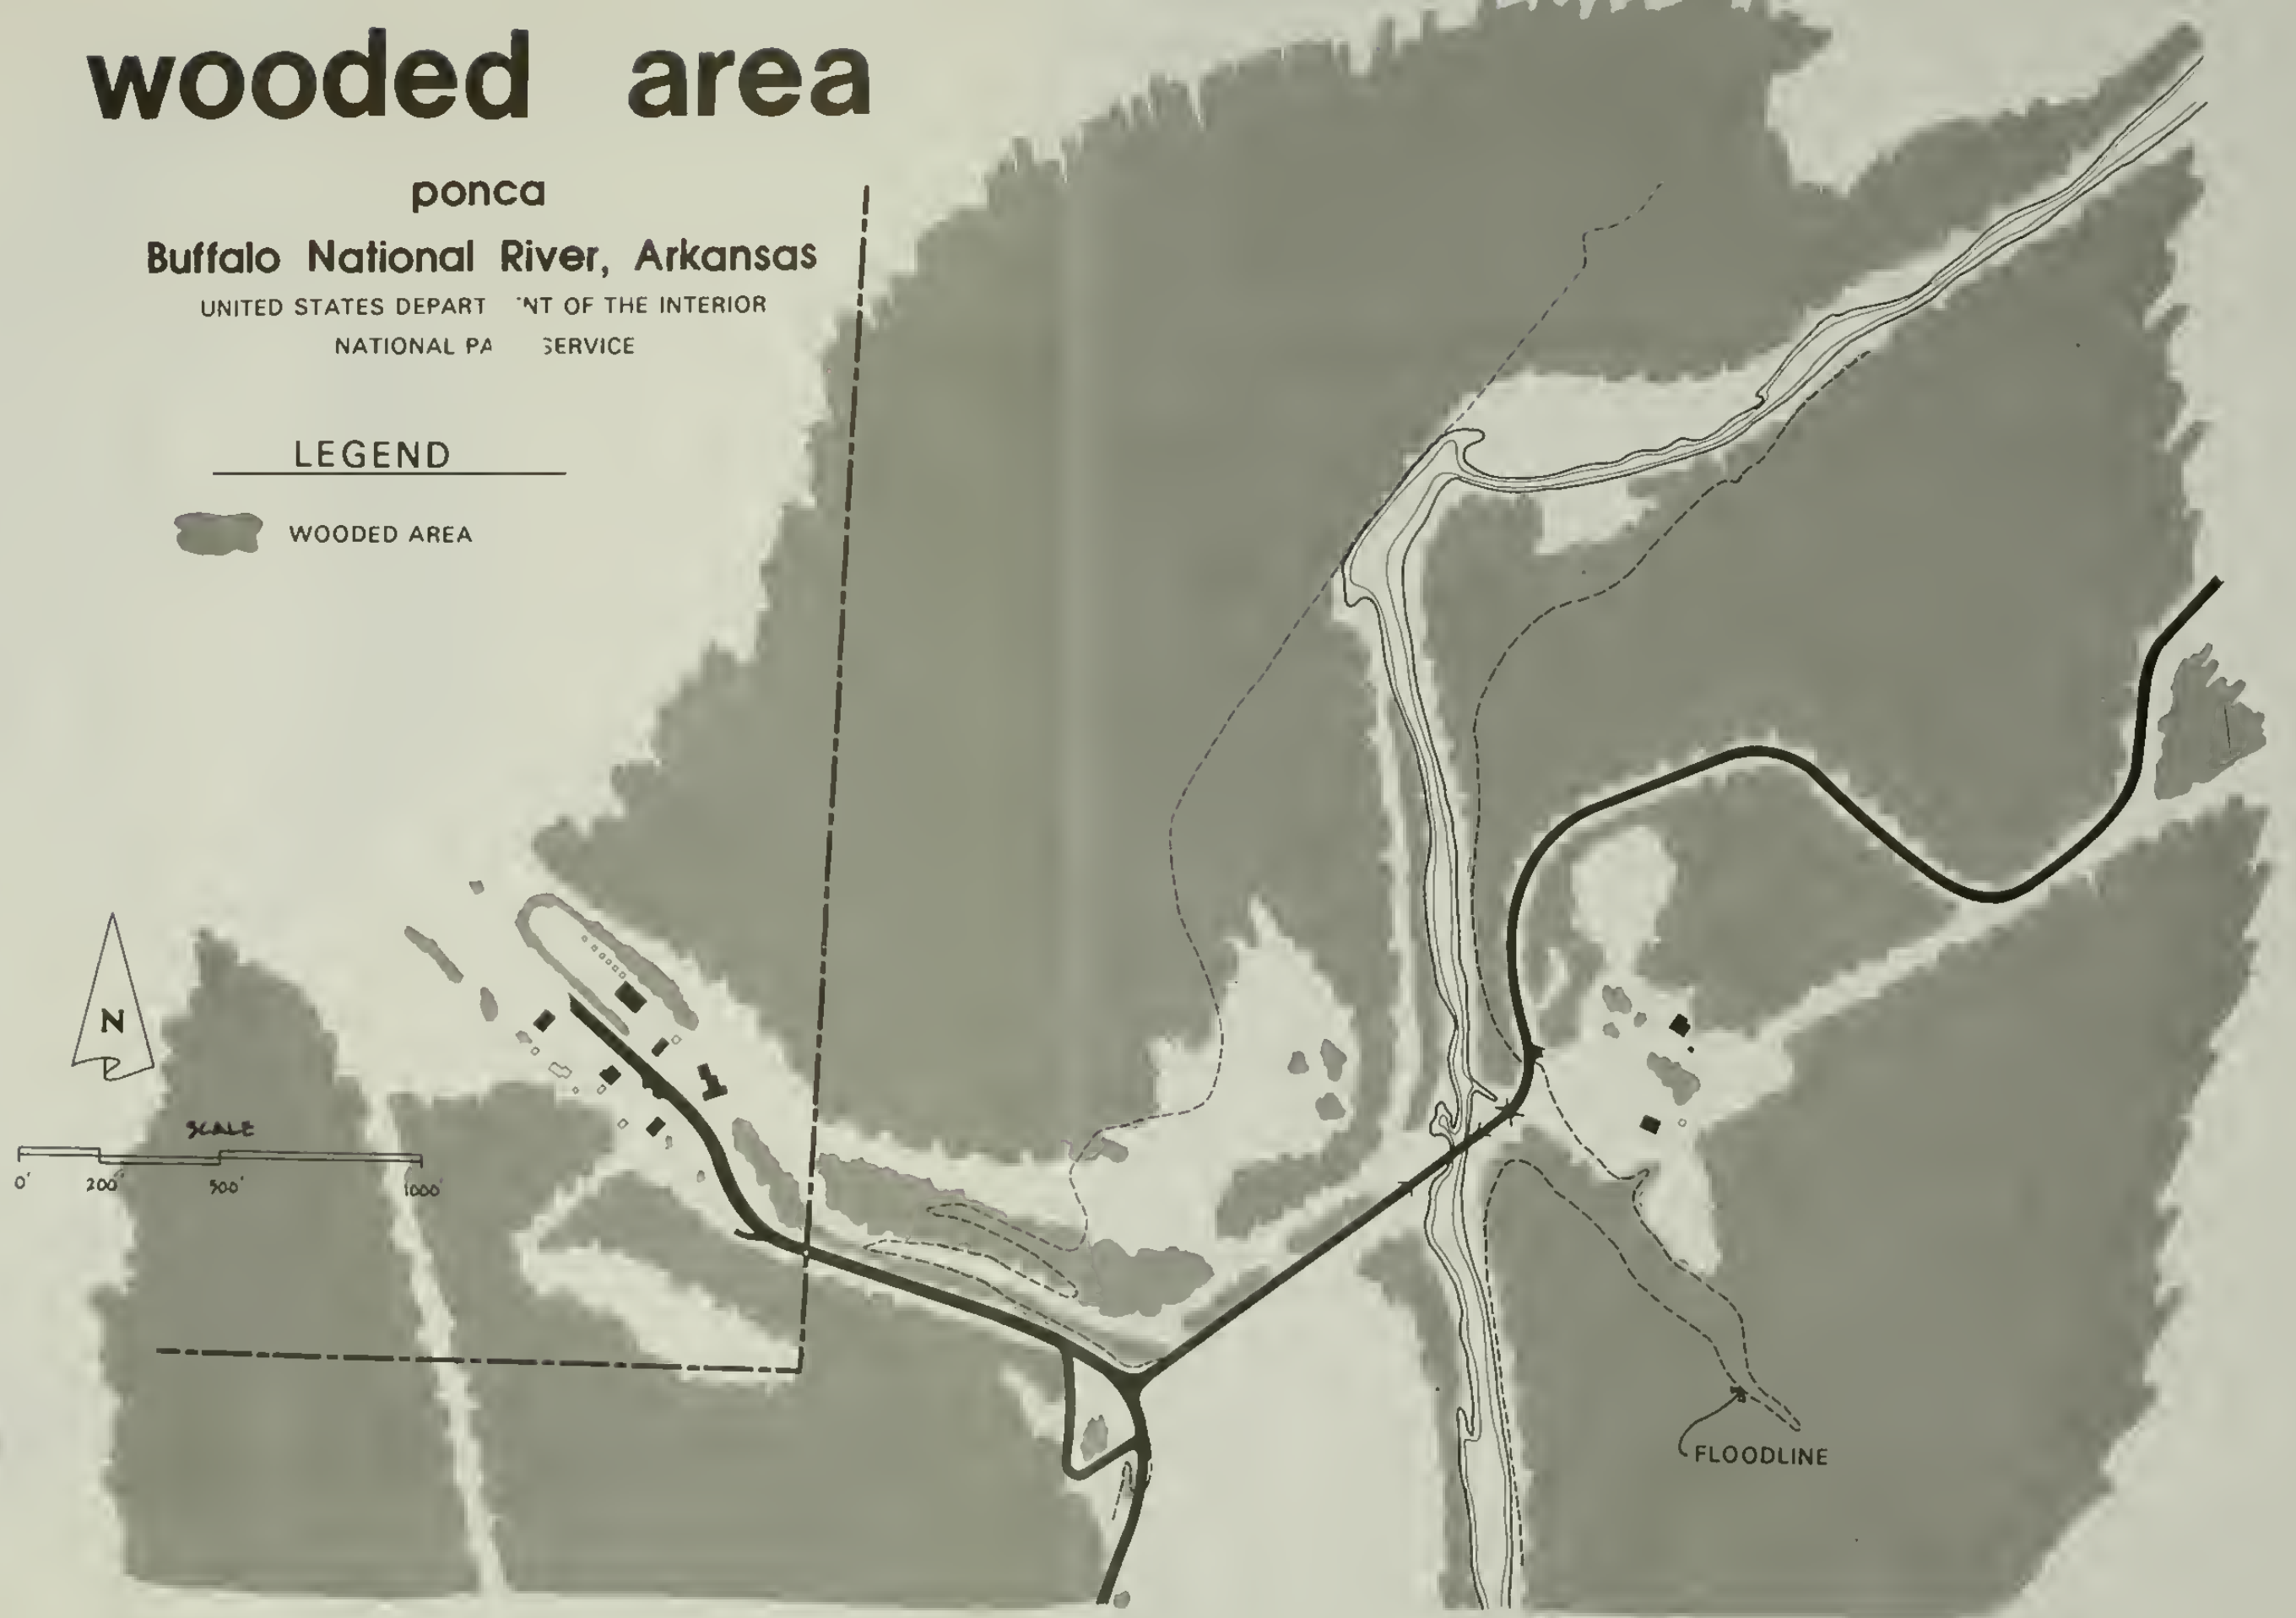 wooded area
ponca
Buffalo National River, Arkansas
UNITED STATES DEPART NT OF THE INTERIOR
NATIONAL PA SERVICE
LEGEND
WOODED AREA
N
SCALE
0' 200' 500' 1000'
FLOODLINE